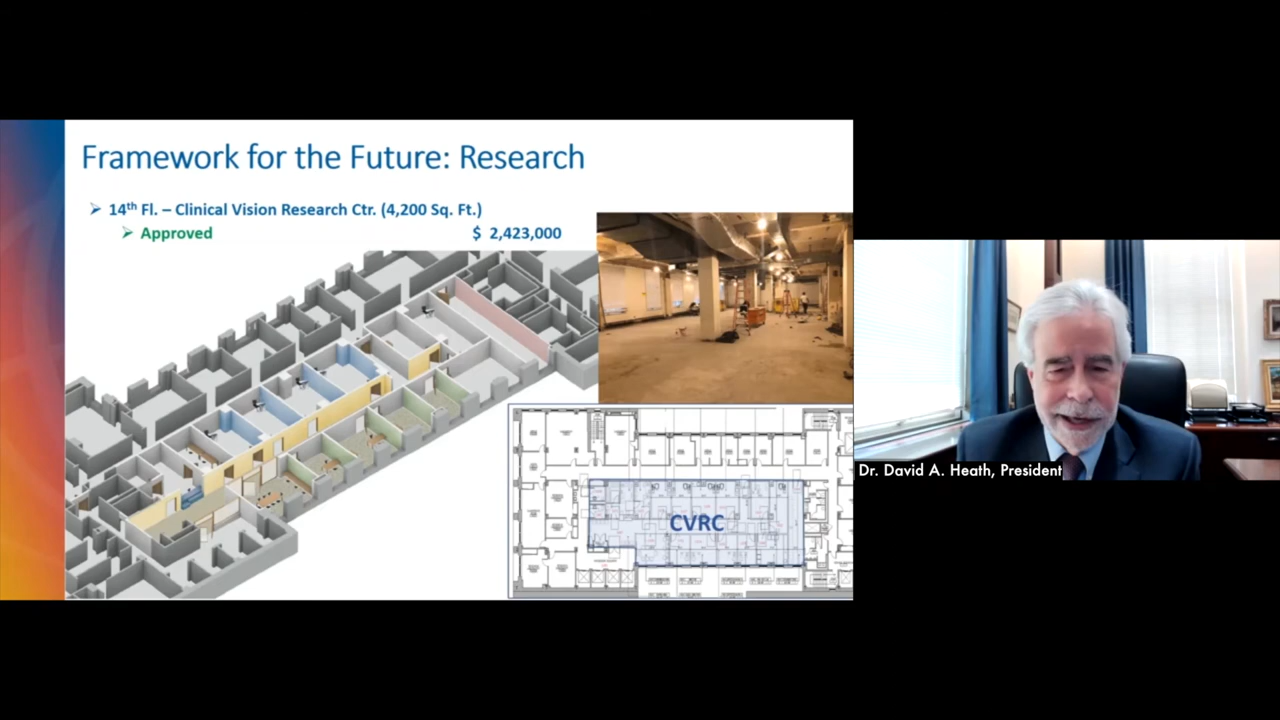 Framework for the Future: Research
➢ 14th Fl. – Clinical Vision Research Ctr. (4,200 Sq. Ft.)
➢ Approved $ 2,423,000
CVRC
Dr. David A. Heath, President